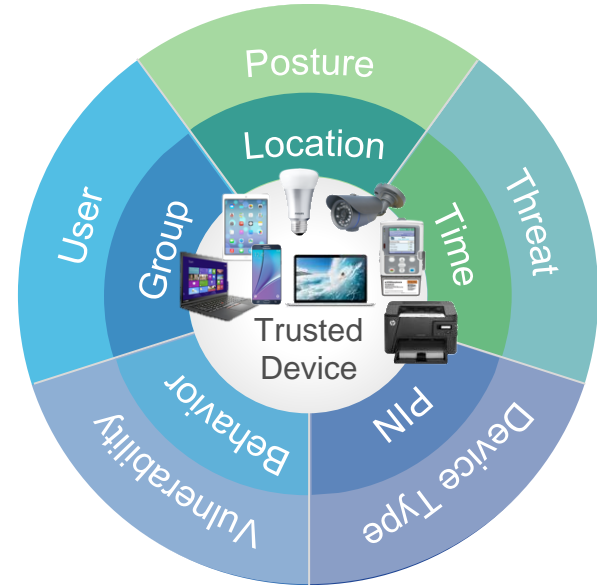 Posture
Location
User
Group
Time
Threat
Trusted
Device
Behavior
PIN
Vulnerability
Device Type